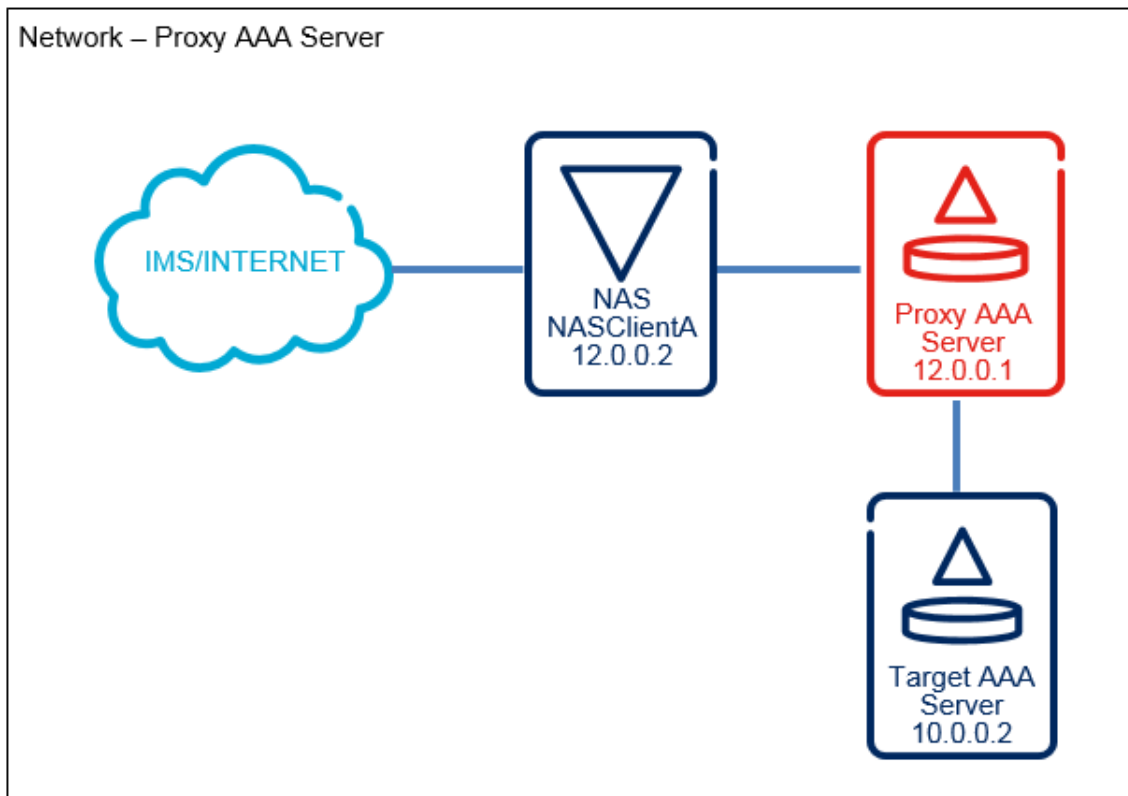 Network – Proxy AAA Server
IMS/INTERNET
NAS
NASClientA
12.0.0.2
Proxy AAA
Server
12.0.0.1
Target AAA
Server
10.0.0.2